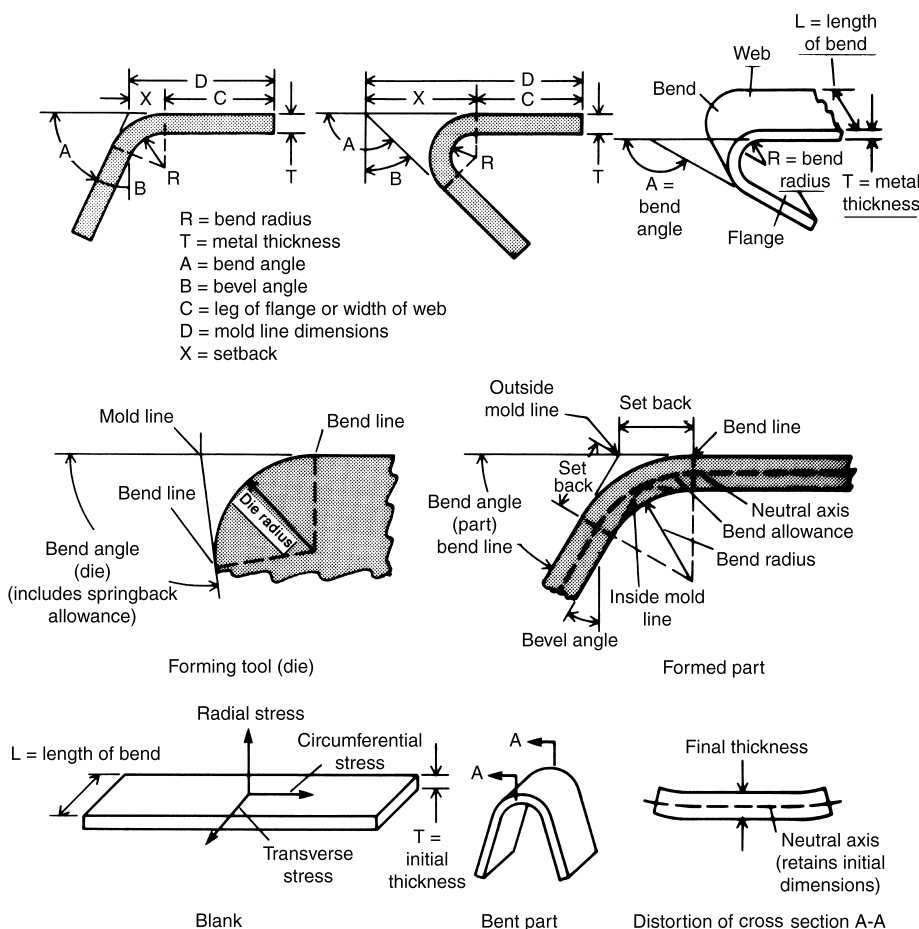 D
X
C
A
B
R
T
D
X
C
A
B
R
T
L = length
of bend
Web
Bend
R = bend
radius
A =
bend
angle
T = metal
thickness
Flange
R = bend radius
T = metal thickness
A = bend angle
B = bevel angle
C = leg of flange or width of web
D = mold line dimensions
X = setback
Mold line
Bend line
Bend line
Die radius
Bend angle
(die)
(includes springback
allowance)
Forming tool (die)
Outside
mold line
Set back
Bend line
Set
back
Bend angle
(part)
bend line
Neutral axis
Bend allowance
Bend radius
Inside mold
line
Bevel angle
Formed part
Radial stress
L = length of bend
Circumferential
stress
Transverse
stress
T =
initial
thickness
Blank
A
A
Bent part
Final thickness
Neutral axis
(retains initial
dimensions)
Distortion of cross section A-A